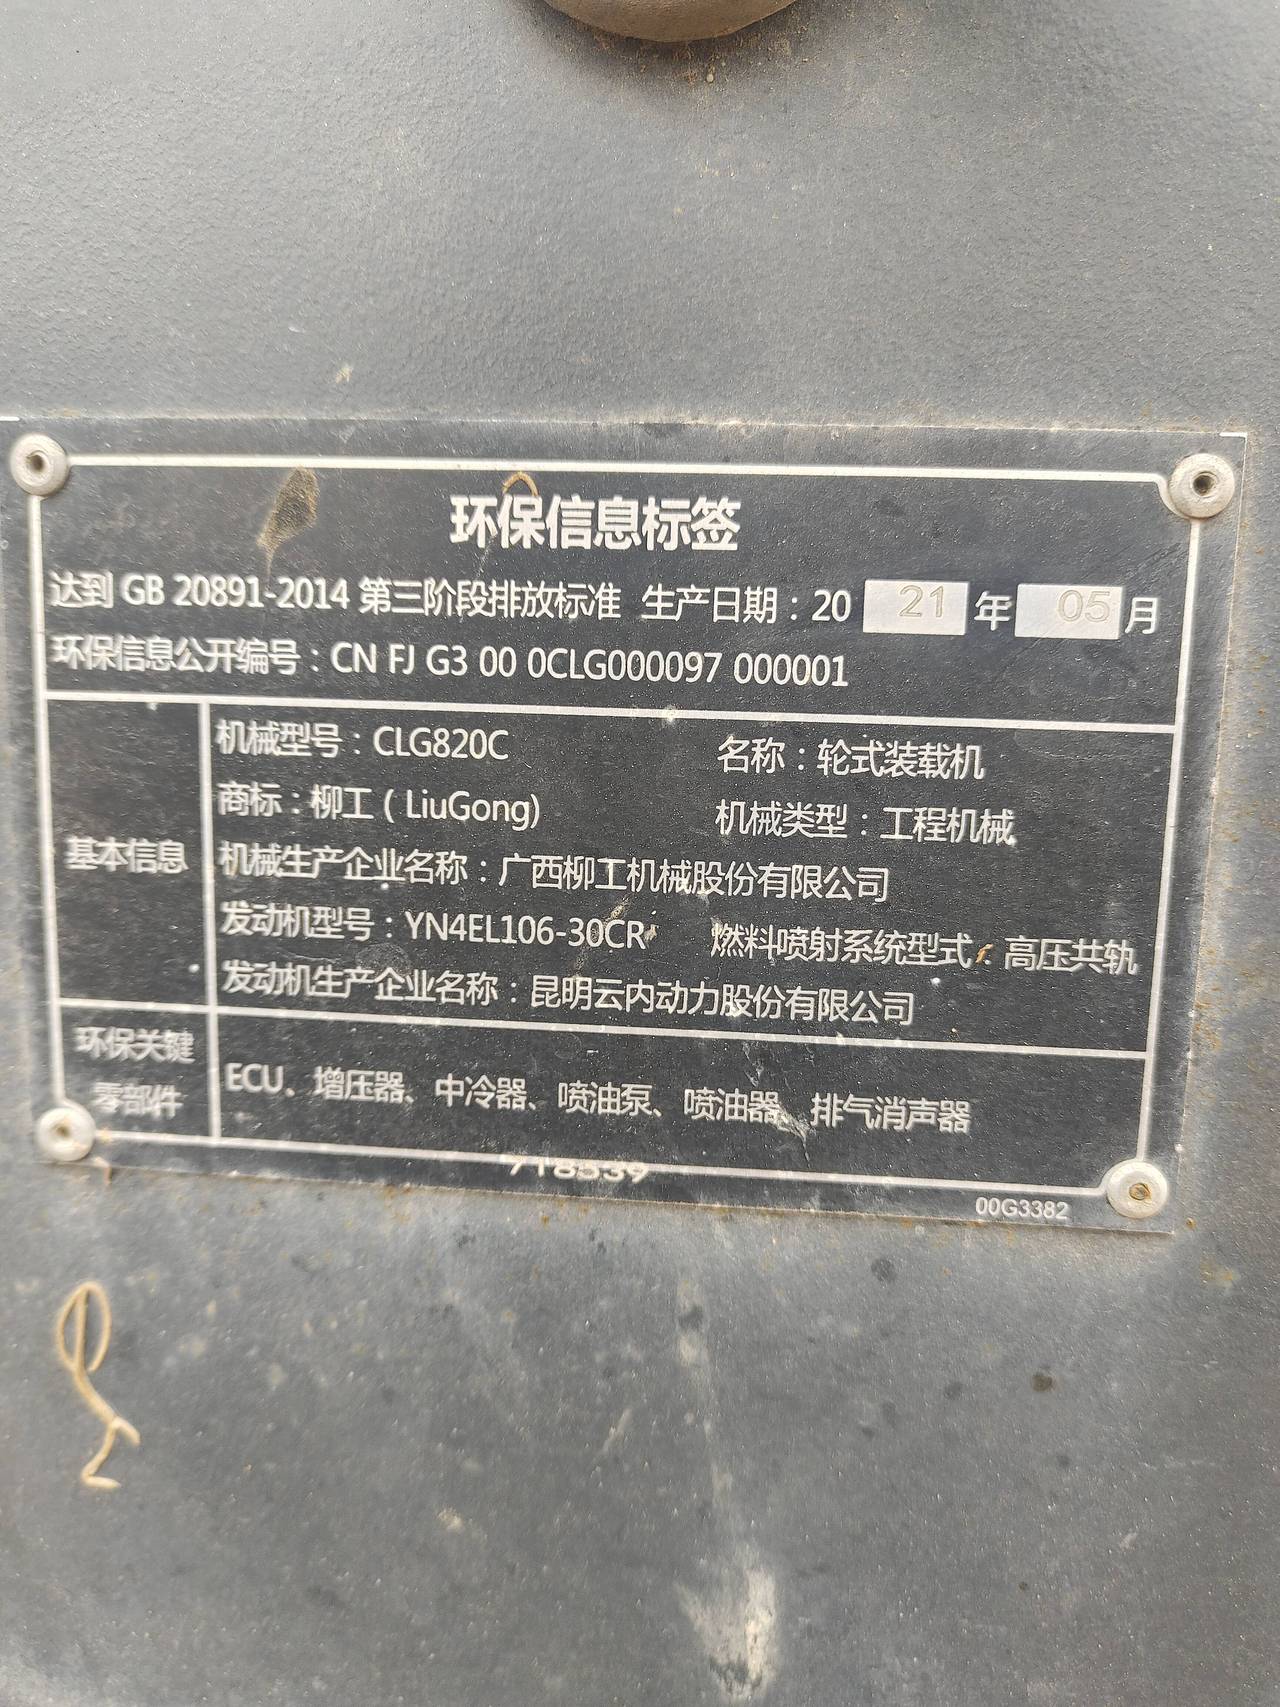 环保信息标签
达到 GB 20891-2014 第三阶段排放标准 生产日期：20 21 年 05 月
环保信息公开编号：CN FJ G3 00 0CLG000097 000001
基本信息
机械型号：CLG820C 名称：轮式装载机
商标：柳工（LiuGong) 机械类型：工程机械
机械生产企业名称：广西柳工机械股份有限公司
发动机型号：YN4EL106-30CR 燃料喷射系统型式：高压共轨
发动机生产企业名称：昆明云内动力股份有限公司
环保关键
零部件
ECU、增压器、中冷器、喷油泵、喷油器、排气消声器
718539
00G3382